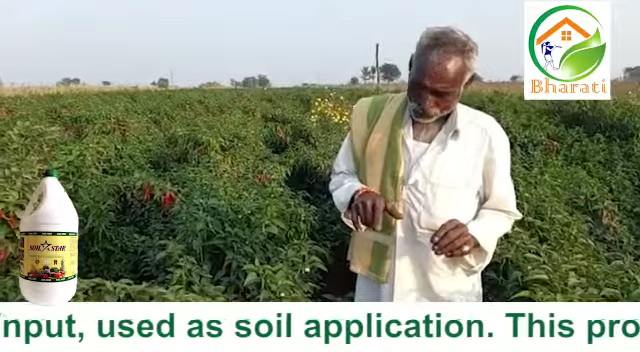 Bharati
SOIL STAR
nput, used as soil application. This pro